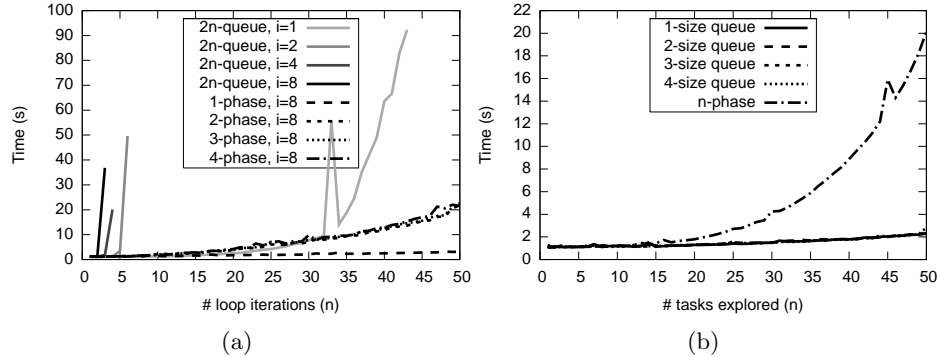 Time (s)
100
90
80
70
60
50
40
30
20
10
0
0 5 10 15 20 25 30 35 40 45 50
# loop iterations (n)
2n-queue, i=1
2n-queue, i=2
2n-queue, i=4
2n-queue, i=8
1-phase, i=8
2-phase, i=8
3-phase, i=8
4-phase, i=8
(a)
Time (s)
22
20
18
16
14
12
10
8
6
4
2
0
0 5 10 15 20 25 30 35 40 45 50
# tasks explored (n)
1-size queue
2-size queue
3-size queue
4-size queue
n-phase
(b)